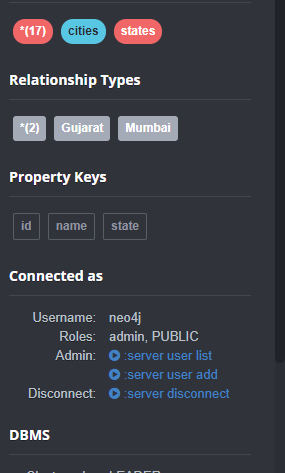 *(17) cities states
Relationship Types
*(2) Gujarat Mumbai
Property Keys
id name state
Connected as
Username: neo4j
Roles: admin, PUBLIC
Admin: :server user list
:server user add
Disconnect: :server disconnect
DBMS